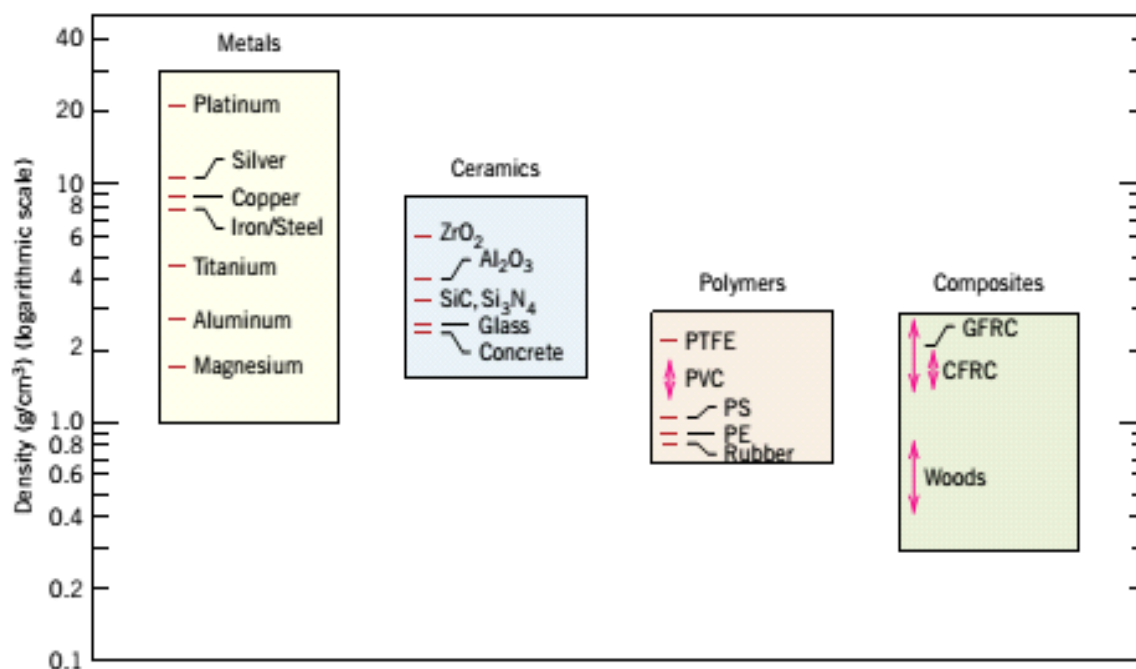 Density (g/cm³) (logarithmic scale)
40
20
10
8
6
4
2
1.0
0.8
0.6
0.4
0.2
0.1
Metals
Platinum
Silver
Copper
Iron/Steel
Titanium
Aluminum
Magnesium
Ceramics
ZrO₂
Al₂O₃
SiC, Si₃N₄
Glass
Concrete
Polymers
PTFE
PVC
PS
PE
Rubber
Composites
GFRC
CFRC
Woods